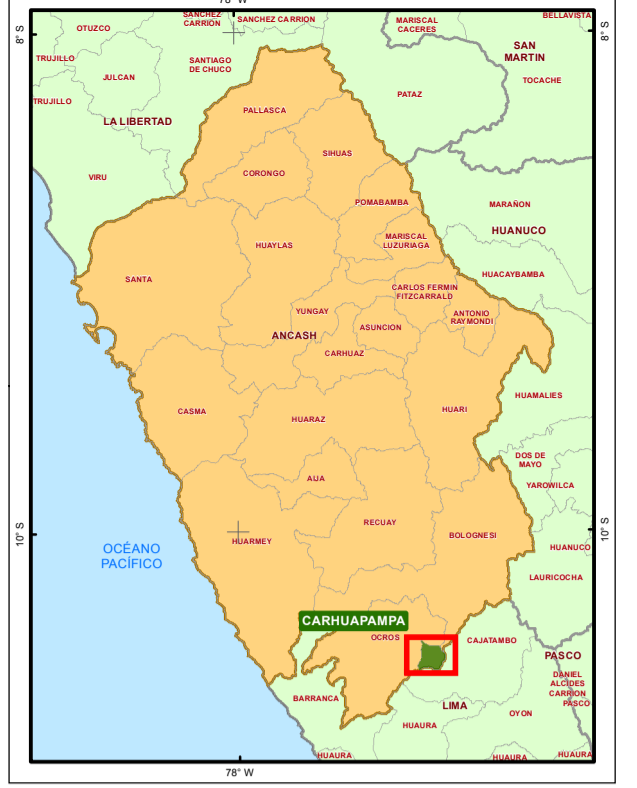 78° W
8° S
8° S
OTUZCO
SANCHEZ
CARRIÓN
SANCHEZ CARRION
MARISCAL
CACERES
BELLAVISTA
TRUJILLO
JULCAN
SANTIAGO
DE CHUCO
SAN
MARTIN
TOCACHE
TRUJILLO
LA LIBERTAD
PATAZ
PALLASCA
SIHUAS
VIRU
CORONGO
POMABAMBA
MARAÑON
HUANUCO
HUAYLAS
MARISCAL
LUZURIAGA
SANTA
CARLOS FERMIN
FITZCARRALD
HUACAYBAMBA
YUNGAY
ANTONIO
RAYMONDI
ANCASH
ASUNCION
CARHUAZ
CASMA
HUARAZ
HUARI
HUAMALIES
DOS DE
MAYO
AIJA
YAROWILCA
RECUAY
BOLOGNESI
10° S
10° S
HUARMEY
OCÉANO
PACÍFICO
HUANUCO
LAURICOCHA
CARHUAPAMPA
OCROS
CAJATAMBO
PASCO
DANIEL
ALCIDES
CARRION
PASCO
BARRANCA
LIMA
OYON
HUAURA
HUAURA
HUAURA
HUAURA
78° W